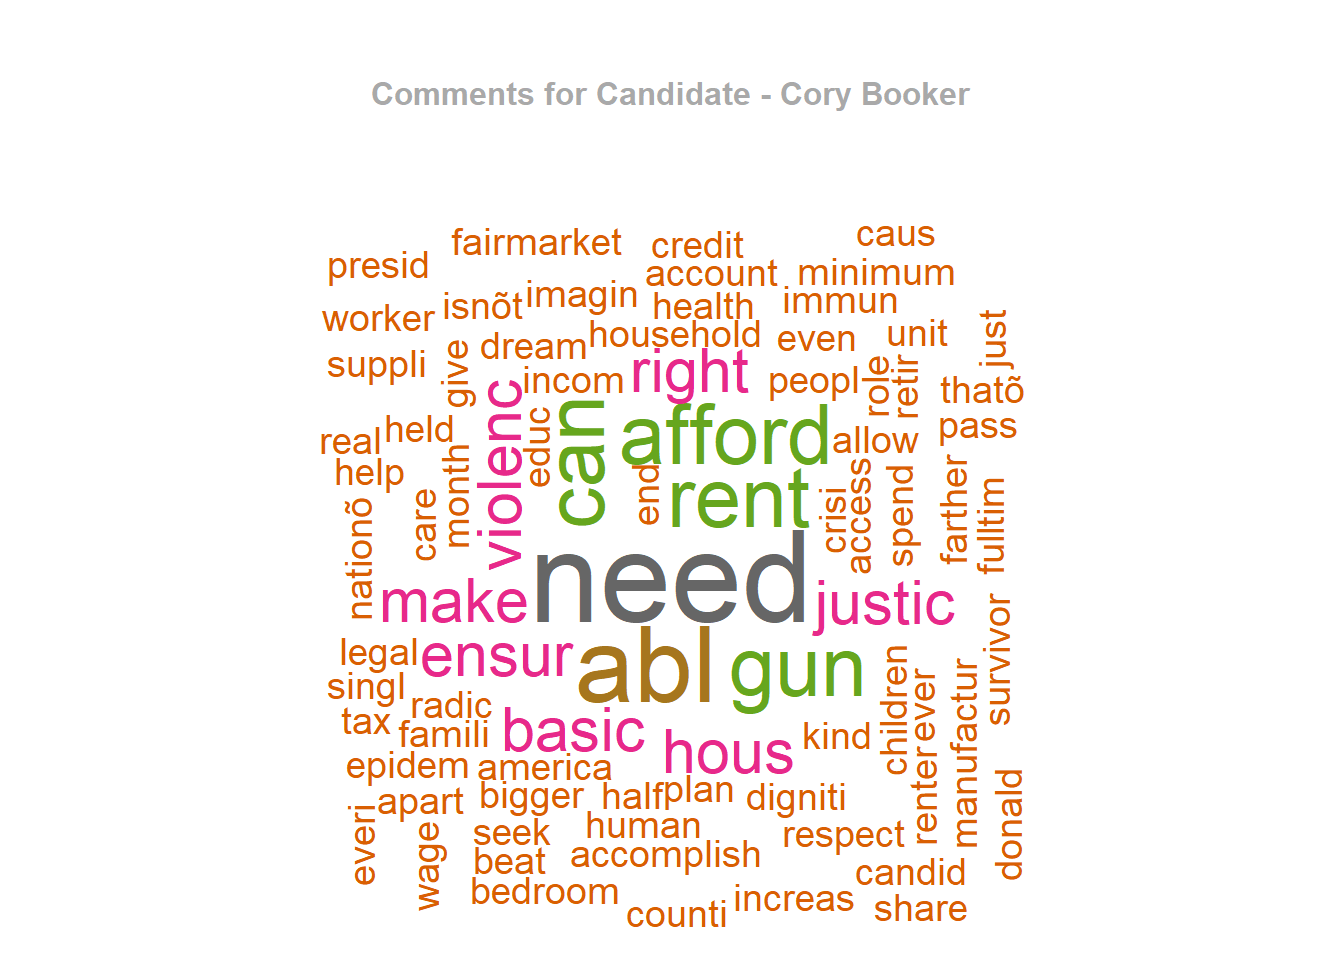 Comments for Candidate - Cory Booker
caus
fairmarket
credit
presid
account
minimum
imagin
immun
isnõt
health
worker
just
household
even
unit
dream
suppli
give
right
incom
peopl
role
retir
thatõ
violenc
can
afford
educ
held
real
allow
pass
help
month
end
rent
crisi
access
spend
farther
fulltim
care
nationõ
need
make
justic
survivor
legal
ensur
abl
gun
children
ever
manufactur
singl
radic
tax
famili
basic
hous
kind
renter
epidem
america
apart
bigger
half
plan
digniti
donald
everi
wage
seek
human
respect
beat
accomplish
candid
bedroom
increas
share
counti